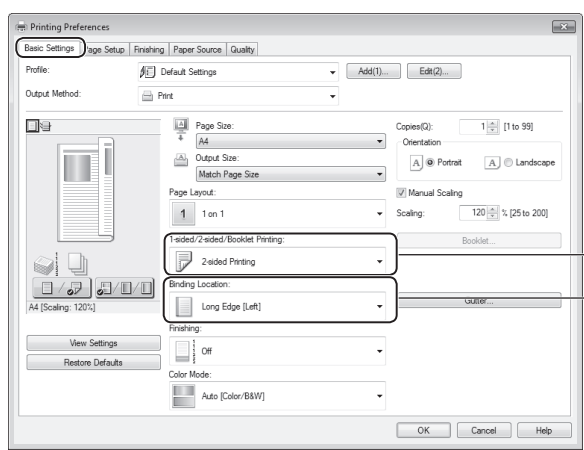 Printing Preferences
Basic Settings Page Setup Finishing Paper Source Quality
Profile: Default Settings Add(1)... Edit(2)...
Output Method: Print
Page Size:
A4
Output Size:
Match Page Size
Page Layout:
1 1 on 1
1-sided/2-sided/Booklet Printing:
2-sided Printing
Binding Location:
Long Edge [Left]
Finishing:
Off
Color Mode:
Auto [Color/B&W]
Copies(Q): 1 [1 to 99]
Orientation
A Portrait A Landscape
Manual Scaling
Scaling: 120 % [25 to 200]
Booklet...
Gutter...
A4 [Scaling: 120%]
View Settings
Restore Defaults
OK Cancel Help